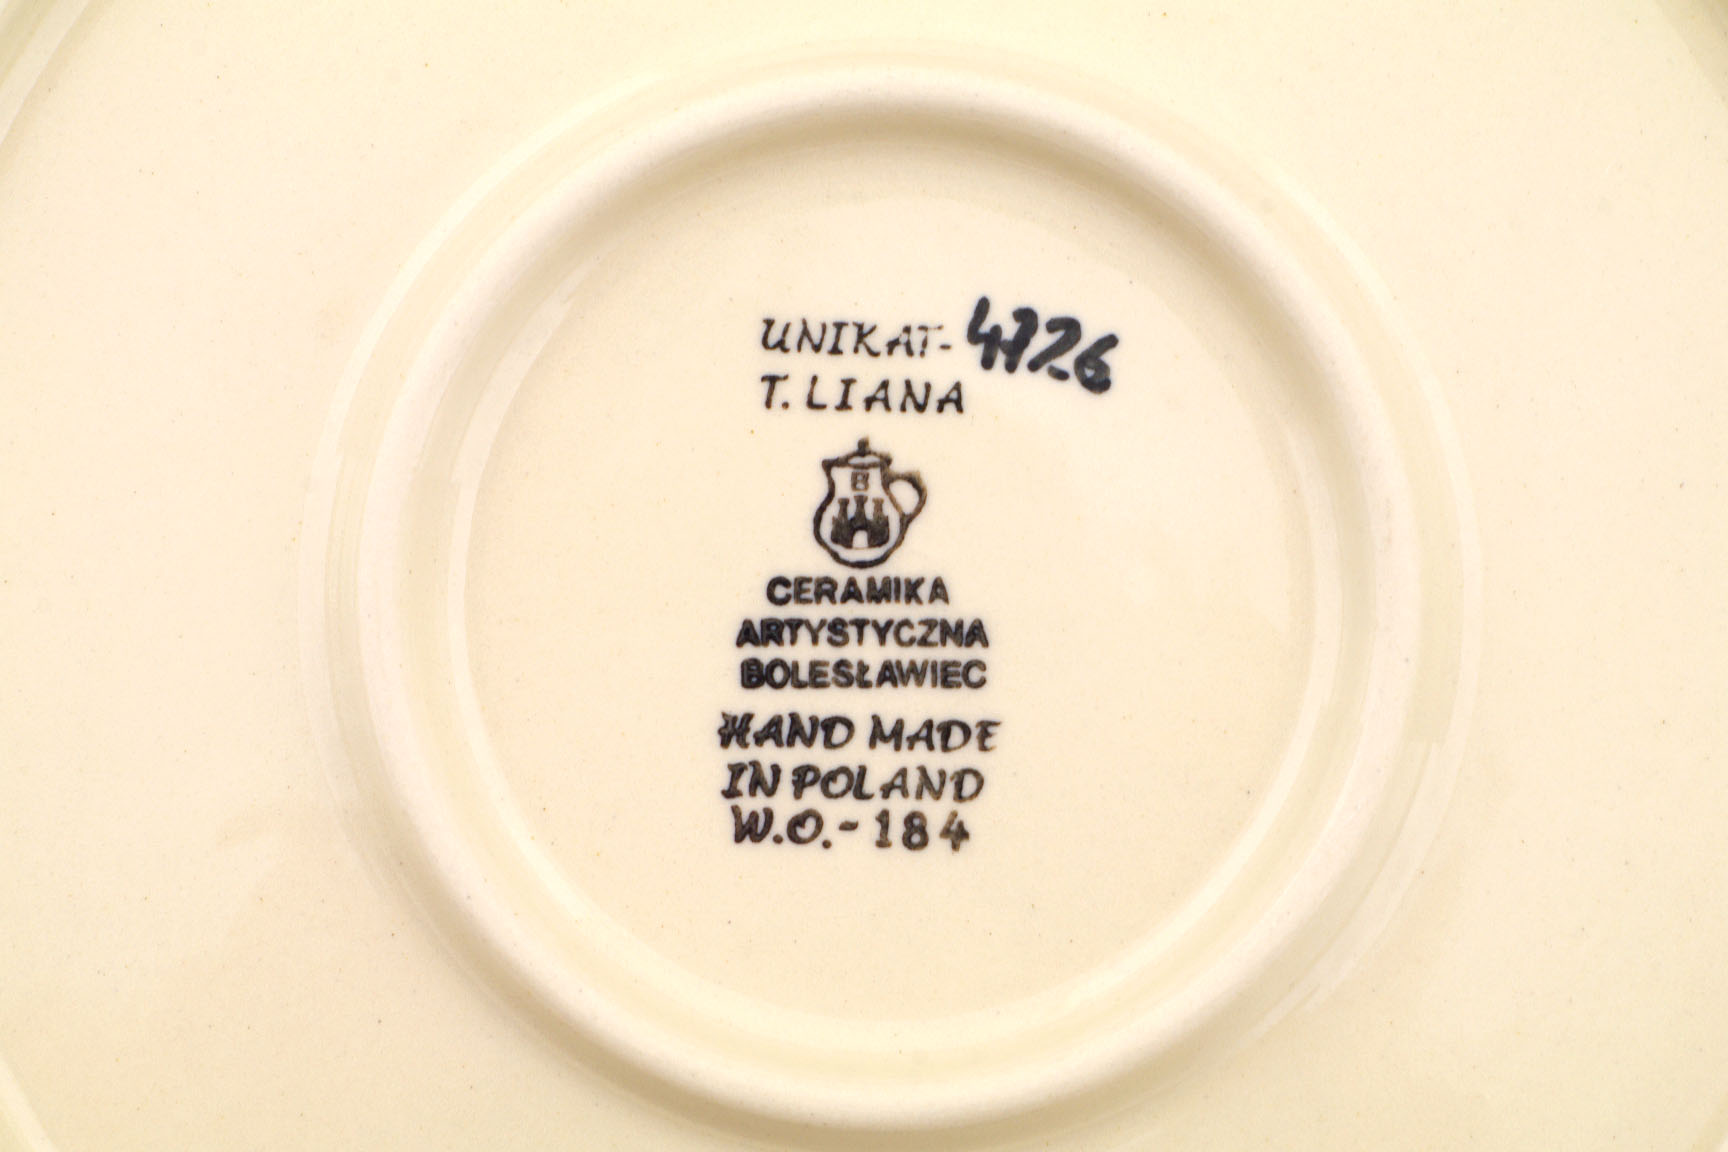 UNIKAT- 4726
T. LIANA
B
CERAMIKA
ARTYSTYCZNA
BOLESŁAWIEC
HAND MADE
IN POLAND
W.O.-184